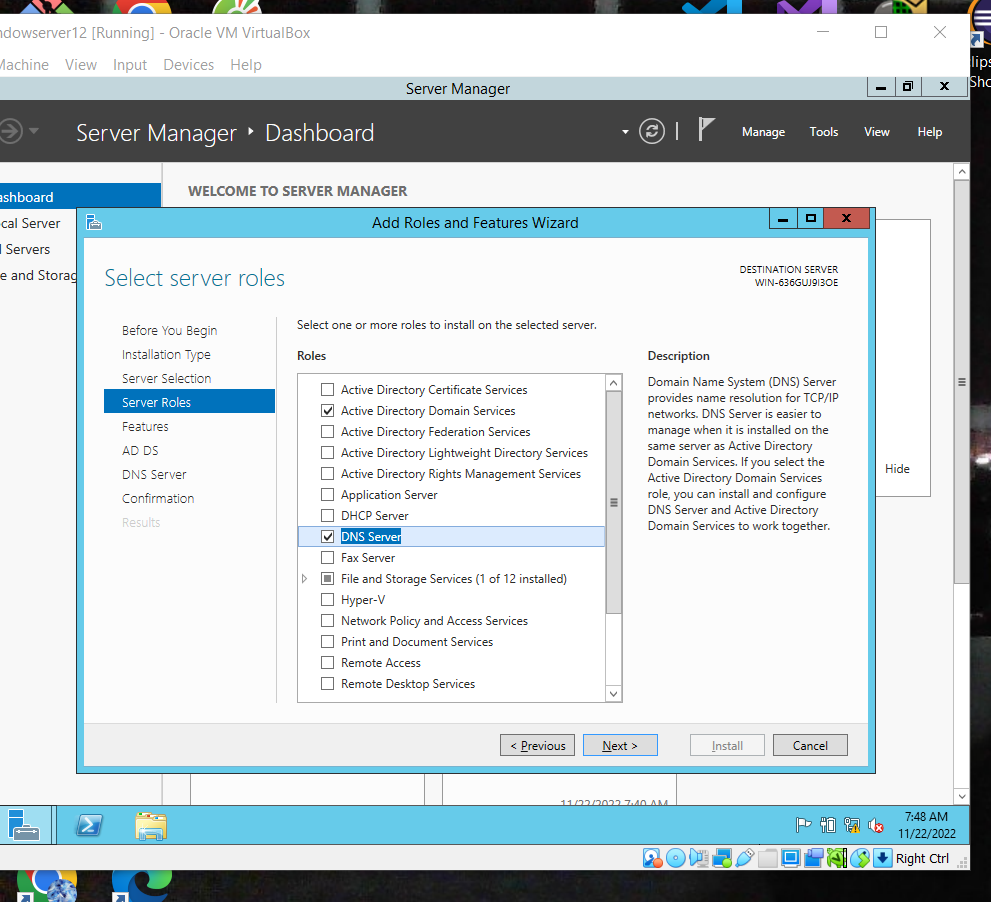 ndowserver12 [Running] - Oracle VM VirtualBox
Machine View Input Devices Help
lips
Sho
Server Manager
Server Manager Dashboard
Manage Tools View Help
ashboard
WELCOME TO SERVER MANAGER
cal Server
l Servers
e and Storag
Add Roles and Features Wizard
Select server roles
DESTINATION SERVER
WIN-636GUJ9I3OE
Before You Begin
Installation Type
Server Selection
Server Roles
Features
AD DS
DNS Server
Confirmation
Results
Select one or more roles to install on the selected server.
Roles
Active Directory Certificate Services
Active Directory Domain Services
Active Directory Federation Services
Active Directory Lightweight Directory Services
Active Directory Rights Management Services
Application Server
DHCP Server
DNS Server
Fax Server
File and Storage Services (1 of 12 installed)
Hyper-V
Network Policy and Access Services
Print and Document Services
Remote Access
Remote Desktop Services
Description
Domain Name System (DNS) Server
provides name resolution for TCP/IP
networks. DNS Server is easier to
manage when it is installed on the
same server as Active Directory
Domain Services. If you select the
Active Directory Domain Services
role, you can install and configure
DNS Server and Active Directory
Domain Services to work together.
Hide
< Previous
Next >
Install
Cancel
11/22/2022 7:40 AM
7:48 AM
11/22/2022
Right Ctrl